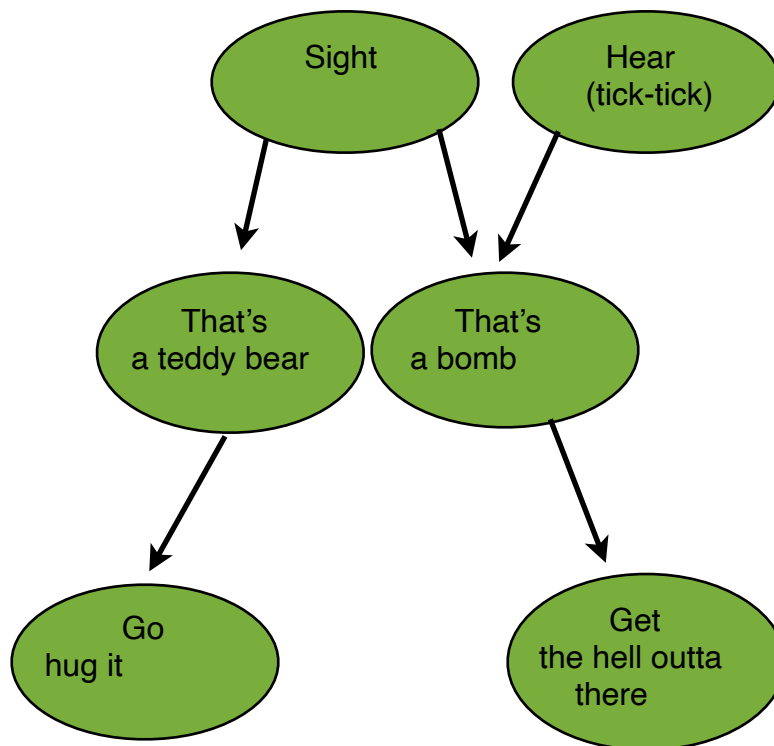 Sight
Hear
(tick-tick)
That's
a teddy bear
That's
a bomb
Go
hug it
Get
the hell outta
there